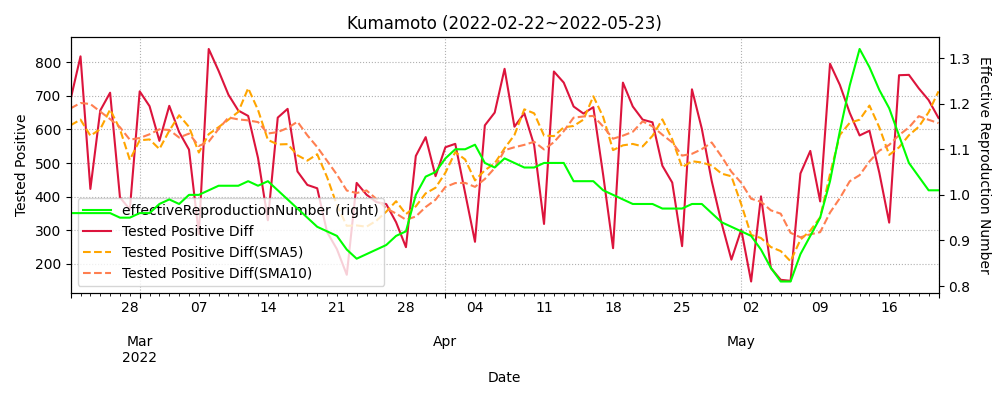 Kumamoto (2022-02-22~2022-05-23)
Tested Positive
800
700
600
500
400
300
200
1.3
1.2
1.1
1.0
0.9
0.8
Effective Reproduction Number
effectiveReproductionNumber (right)
Tested Positive Diff
Tested Positive Diff(SMA5)
Tested Positive Diff(SMA10)
28 07 14 21 28 04 11 18 25 02 09 16
Mar Apr May
2022
Date